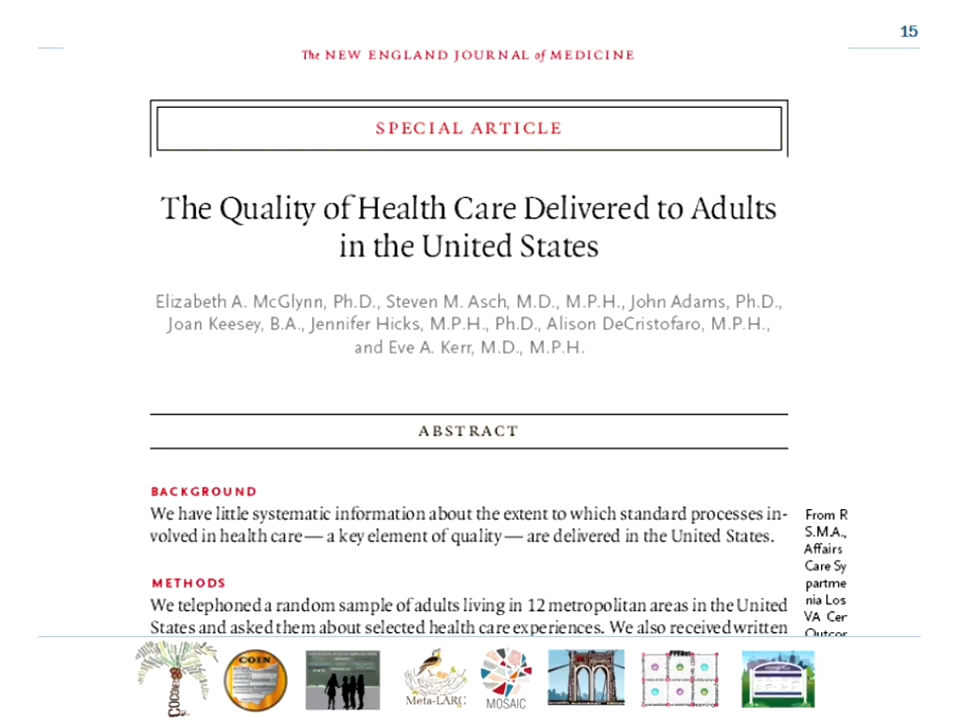 15
The NEW ENGLAND JOURNAL of MEDICINE
SPECIAL ARTICLE
The Quality of Health Care Delivered to Adults
in the United States
Elizabeth A. McGlynn, Ph.D., Steven M. Asch, M.D., M.P.H., John Adams, Ph.D.,
Joan Keesey, B.A., Jennifer Hicks, M.P.H., Ph.D., Alison DeCristofaro, M.P.H.,
and Eve A. Kerr, M.D., M.P.H.
ABSTRACT
BACKGROUND
We have little systematic information about the extent to which standard processes in-
volved in health care — a key element of quality — are delivered in the United States.
METHODS
We telephoned a random sample of adults living in 12 metropolitan areas in the United
States and asked them about selected health care experiences. We also received written
From R
S.M.A.,
Affairs
Care Sy
partme
nia Los
VA Cer
Outcor
COCONet
COIN
Meta-LARC
MOSAIC
PPRNet